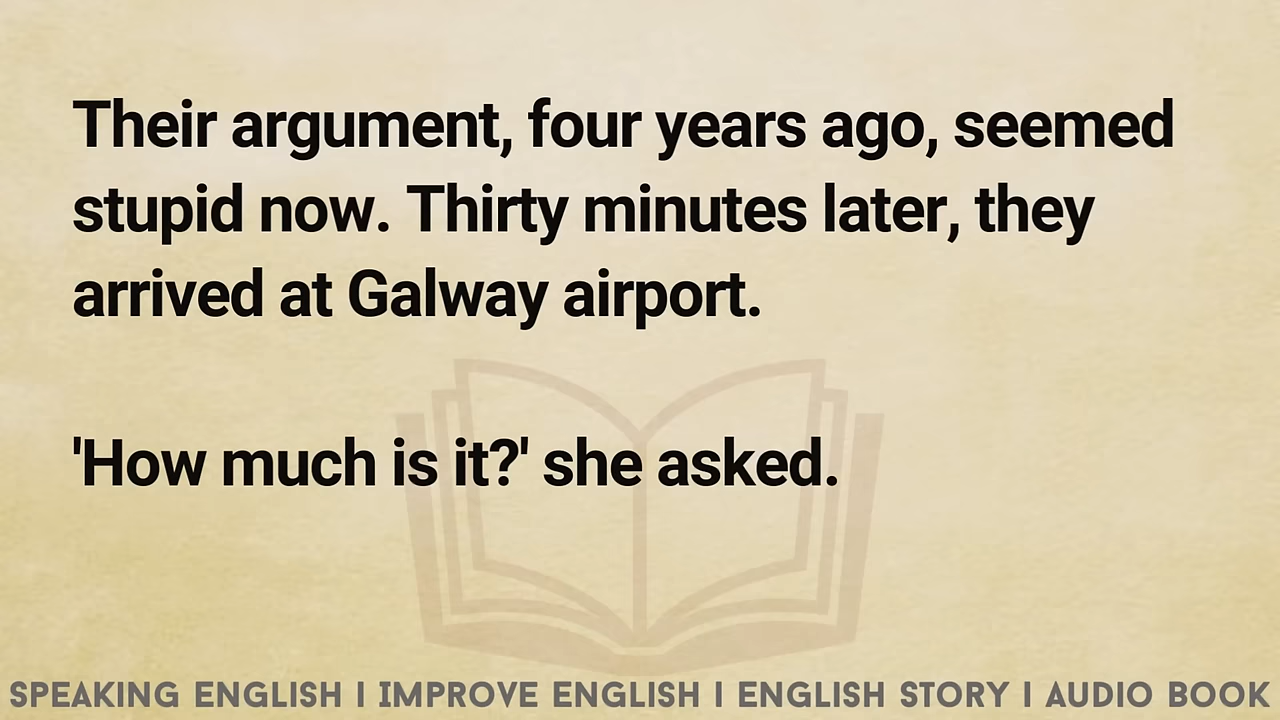 Their argument, four years ago, seemed
stupid now. Thirty minutes later, they
arrived at Galway airport.
'How much is it?' she asked.
SPEAKING ENGLISH I IMPROVE ENGLISH I ENGLISH STORY I AUDIO BOOK